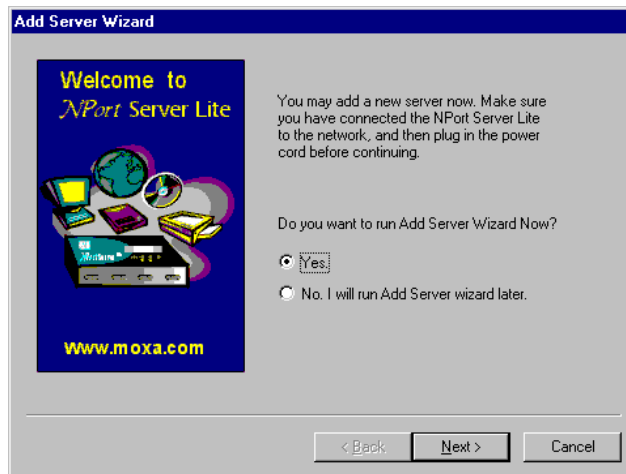 Add Server Wizard
Welcome to
NPort Server Lite
Www.moxa.com
You may add a new server now. Make sure
you have connected the NPort Server Lite
to the network, and then plug in the power
cord before continuing.
Do you want to run Add Server Wizard Now?
Yes.
No. I will run Add Server wizard later.
< Back
Next >
Cancel